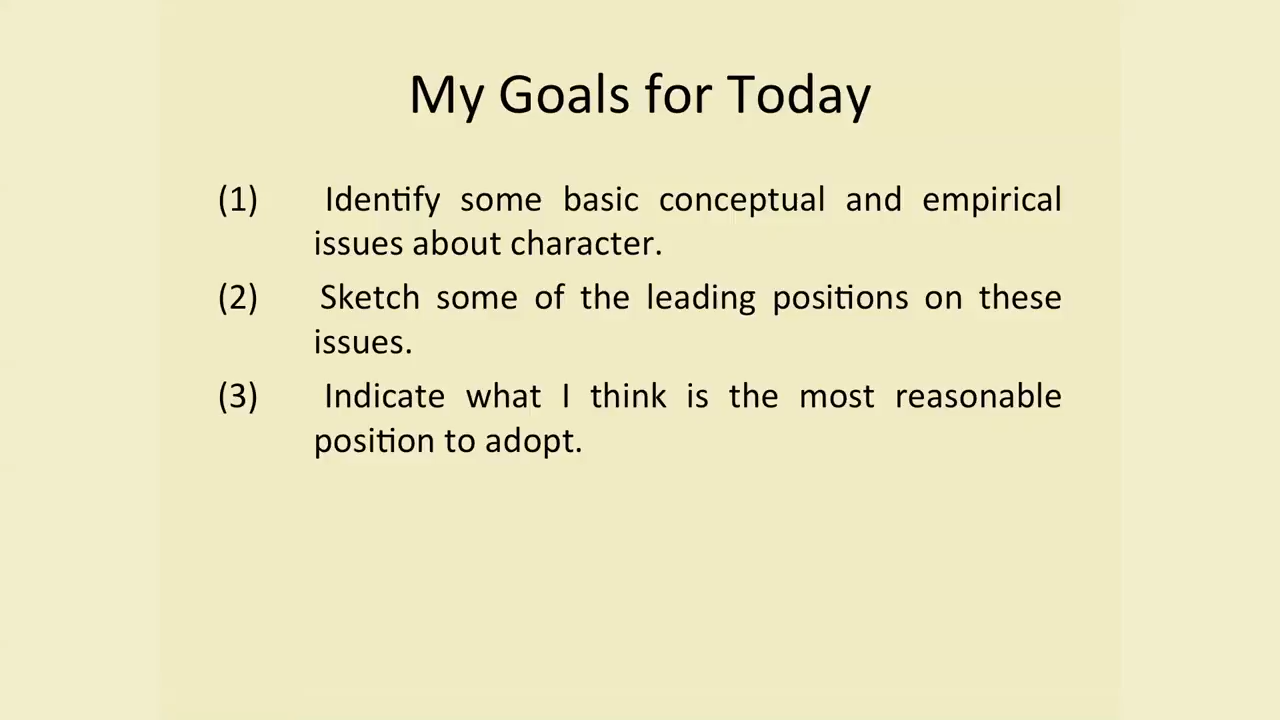 My Goals for Today
(1) Identify some basic conceptual and empirical
issues about character.
(2) Sketch some of the leading positions on these
issues.
(3) Indicate what I think is the most reasonable
position to adopt.